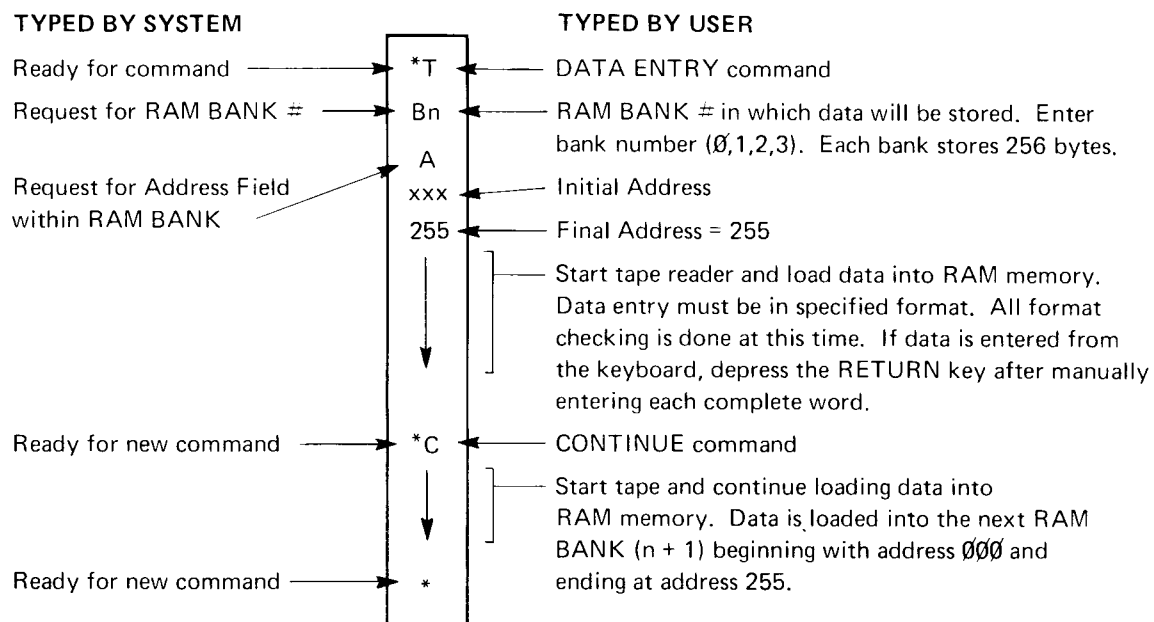 TYPED BY SYSTEM
TYPED BY USER
Ready for command
*T
DATA ENTRY command
Request for RAM BANK #
Bn
RAM BANK # in which data will be stored. Enter
bank number (Ø,1,2,3). Each bank stores 256 bytes.
A
Request for Address Field
within RAM BANK
xxx
Initial Address
255
Final Address = 255
Start tape reader and load data into RAM memory.
Data entry must be in specified format. All format
checking is done at this time. If data is entered from
the keyboard, depress the RETURN key after manually
entering each complete word.
Ready for new command
*C
CONTINUE command
Start tape and continue loading data into
RAM memory. Data is loaded into the next RAM
BANK (n + 1) beginning with address ØØØ and
ending at address 255.
Ready for new command
*